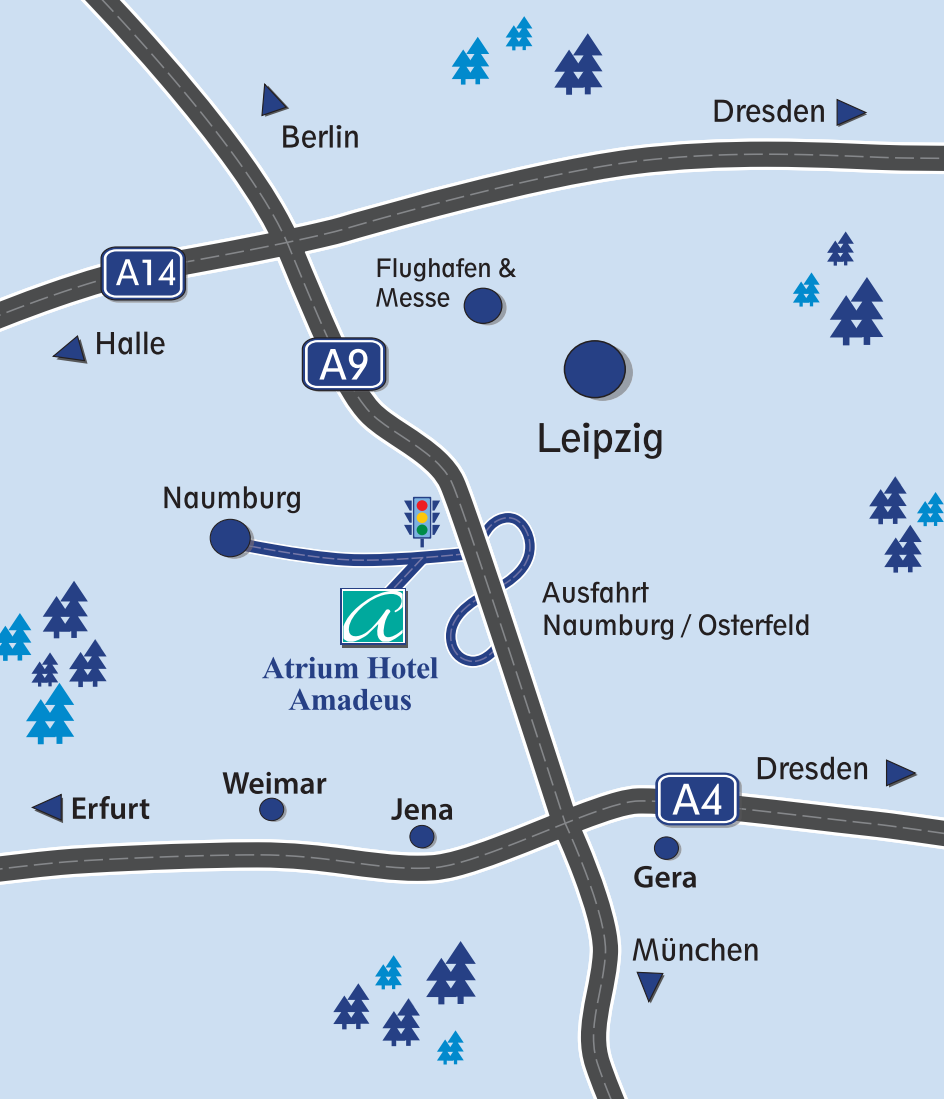 Dresden
Berlin
Flughafen &
Messe
A14
Halle
A9
Leipzig
Naumburg
Ausfahrt
Naumburg / Osterfeld
a
Atrium Hotel
Amadeus
Dresden
Weimar
A4
Erfurt
Jena
Gera
München